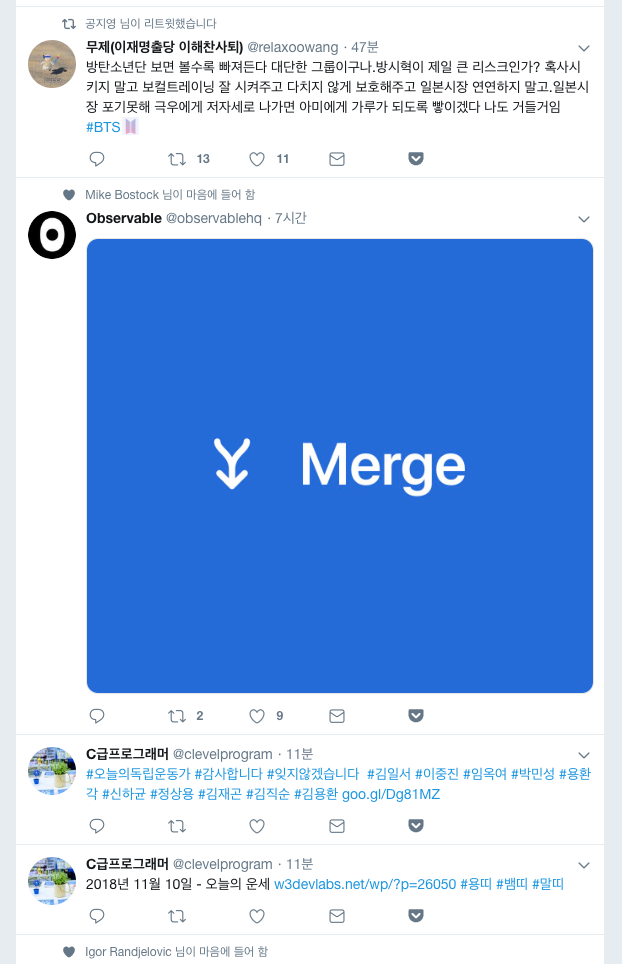 공지영 님이 리트윗했습니다
무제(이재명출당 이해찬사퇴) @relaxoowang · 47분
방탄소년단 보면 볼수록 빠져든다 대단한 그룹이구나.방시혁이 제일 큰 리스크인가? 혹사시
키지 말고 보컬트레이닝 잘 시켜주고 다치지 않게 보호해주고 일본시장 연연하지 말고.일본시
장 포기못해 극우에게 저자세로 나가면 아미에게 가루가 되도록 빻이겠다 나도 거들거임
#BTS
13 11
Mike Bostock 님이 마음에 들어 함
Observable @observablehq · 7시간
Merge
2 9
C급프로그래머 @clevelprogram · 11분
#오늘의독립운동가 #감사합니다 #잊지않겠습니다 #김일서 #이중진 #임옥여 #박민성 #용환
각 #신하균 #정상용 #김재곤 #김직순 #김용환 goo.gl/Dg81MZ
C급프로그래머 @clevelprogram · 11분
2018년 11월 10일 - 오늘의 운세 w3devlabs.net/wp/?p=26050 #용띠 #뱀띠 #말띠
Igor Randjelovic 님이 마음에 들어 함